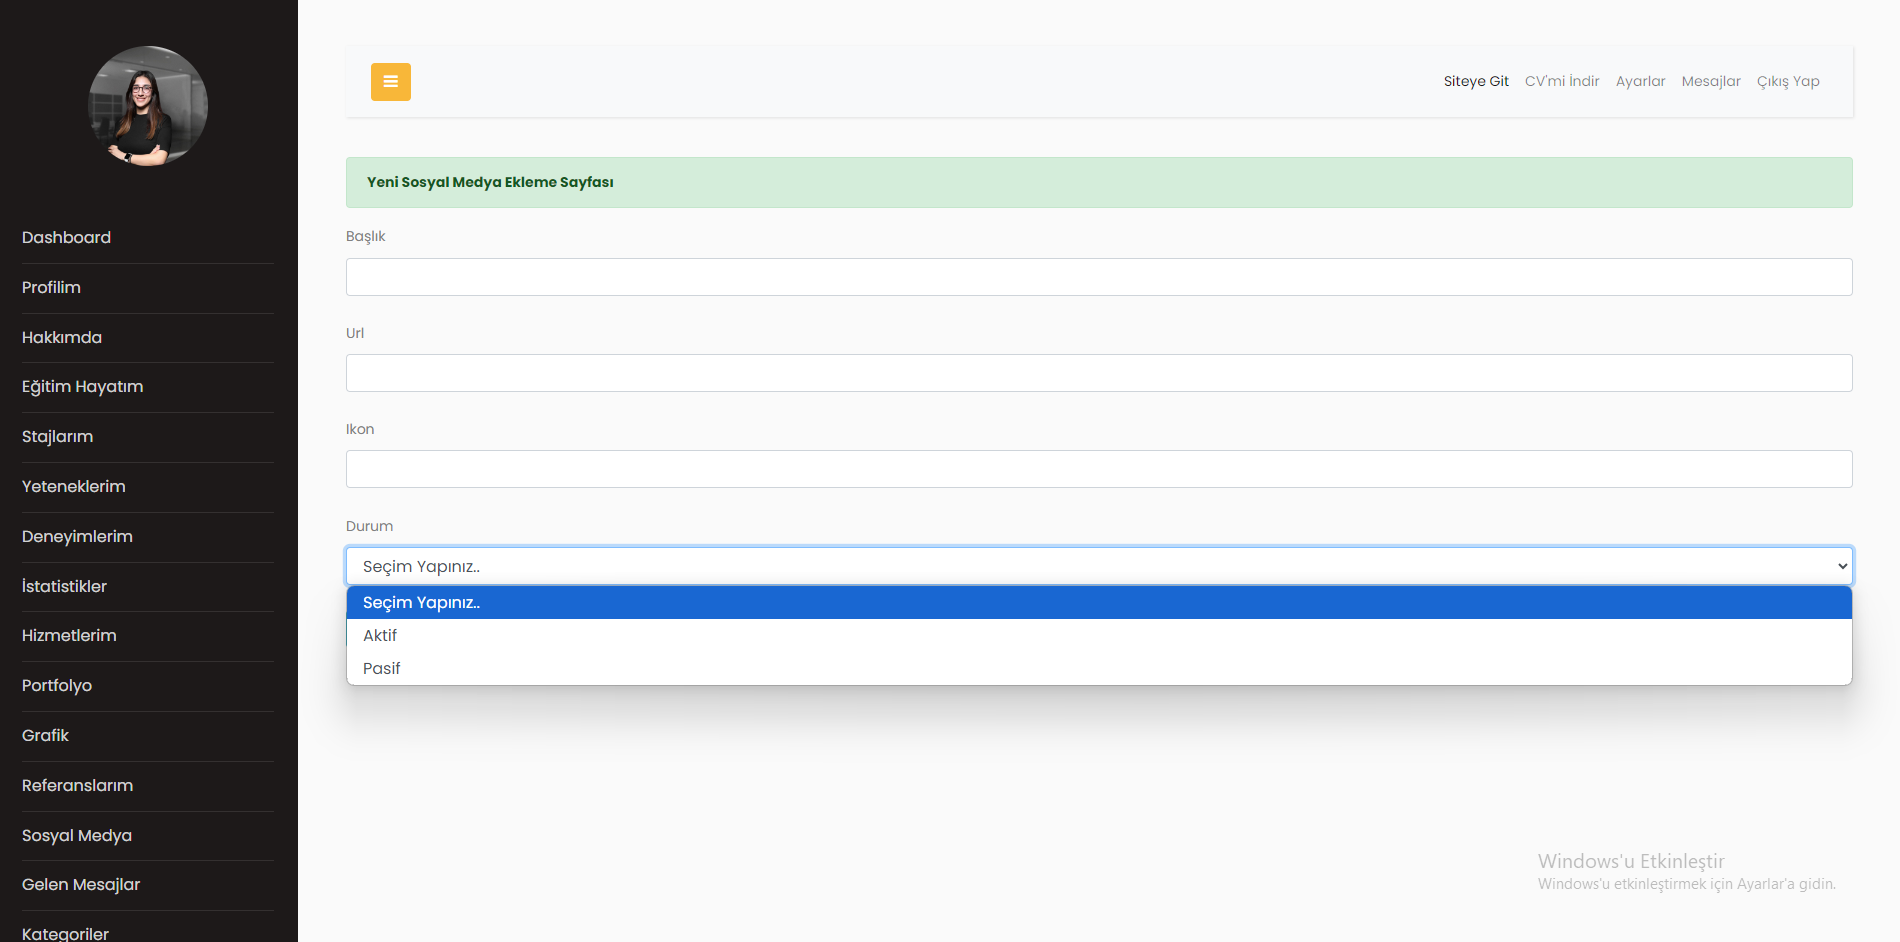 Siteye Git CV'mi İndir Ayarlar Mesajlar Çıkış Yap
Dashboard
Profilim
Hakkımda
Eğitim Hayatım
Stajlarım
Yeteneklerim
Deneyimlerim
İstatistikler
Hizmetlerim
Portfolyo
Grafik
Referanslarım
Sosyal Medya
Gelen Mesajlar
Kategoriler
Yeni Sosyal Medya Ekleme Sayfası
Başlık
Url
Ikon
Durum
Seçim Yapınız..
Seçim Yapınız..
Aktif
Pasif
Windows'u Etkinleştir
Windows'u etkinleştirmek için Ayarlar'a gidin.